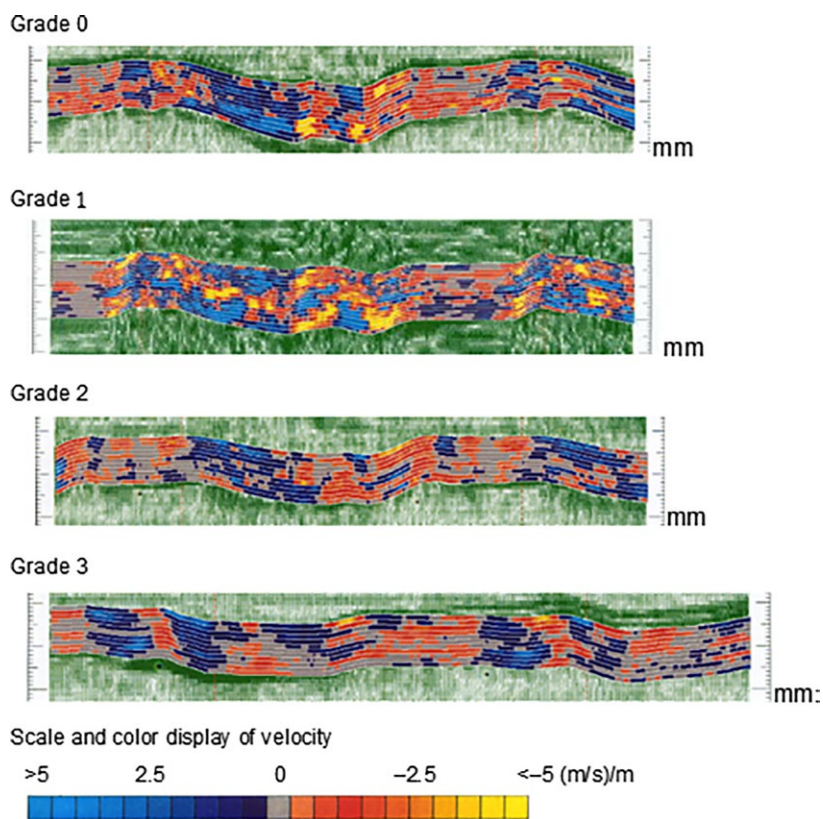 Grade 0
mm
Grade 1
mm
Grade 2
mm
Grade 3
mm:
Scale and color display of velocity
>5 2.5 0 −2.5 <−5 (m/s)/m